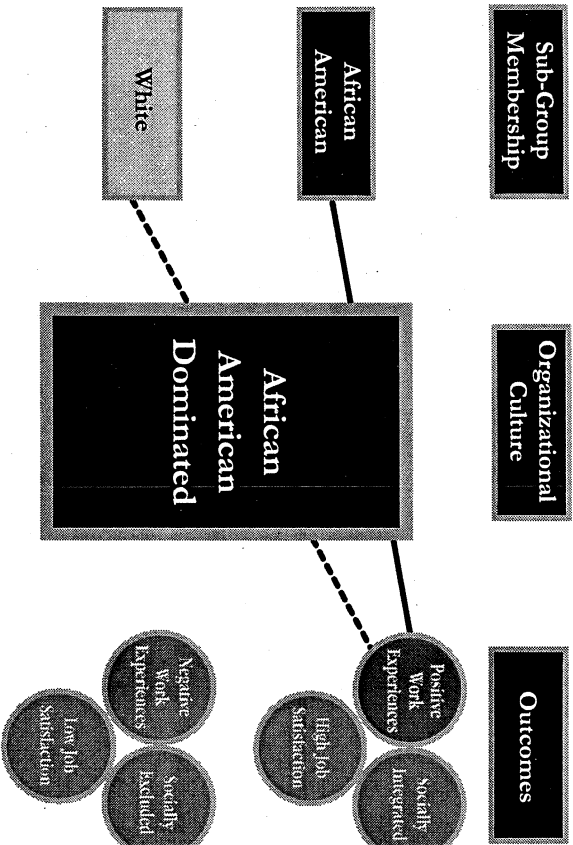 Sub-Group
Membership
Organizational
Culture
Outcomes
African
American
White
African
American
Dominated
Positive
Work
Experiences
Socially
Integrated
High Job
Satisfaction
Negative
Work
Experiences
Socially
Excluded
Low Job
Satisfaction